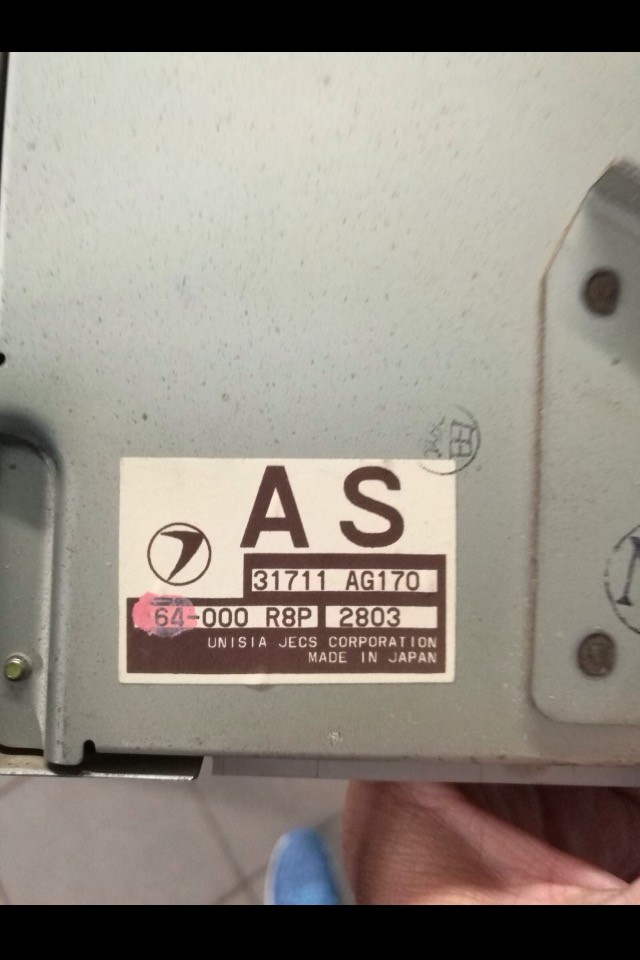 AS
31711 AG170
64-000 R8P 2803
UNISIA JECS CORPORATION
MADE IN JAPAN